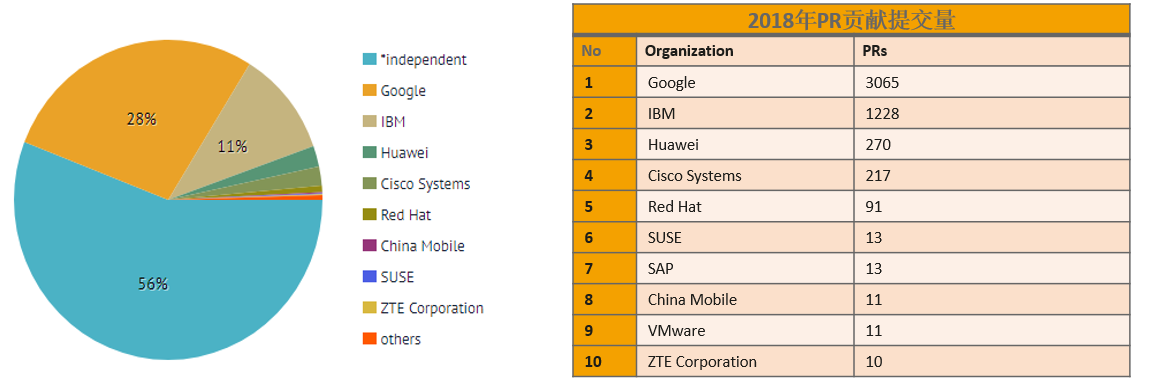 28%
11%
56%
*independent
Google
IBM
Huawei
Cisco Systems
Red Hat
China Mobile
SUSE
ZTE Corporation
others
2018年PR贡献提交量
No Organization PRs
1 Google 3065
2 IBM 1228
3 Huawei 270
4 Cisco Systems 217
5 Red Hat 91
6 SUSE 13
7 SAP 13
8 China Mobile 11
9 VMware 11
10 ZTE Corporation 10